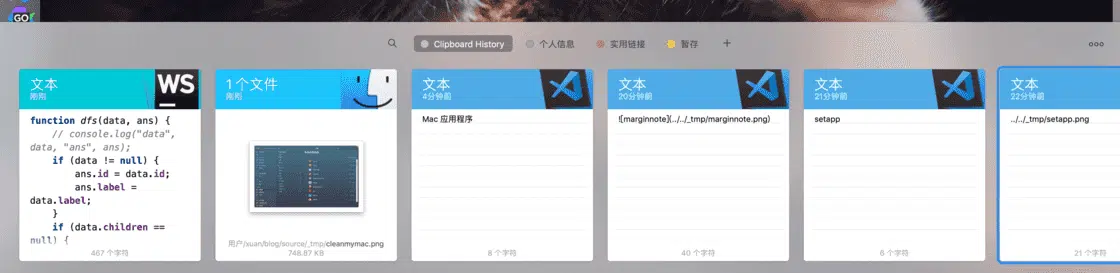 GO
Clipboard History
个人信息
实用链接
暂存
文本
刚刚
WS
function dfs(data, ans) {
// console.log("data",
data, "ans", ans);
if (data != null) {
ans.id = data.id;
ans.label =
data.label;
}
if (data.children ==
null) {
467 个字符
1个文件
刚刚
用户/xuan/blog/source/_tmp/cleanmymac.png
748.67 KB
文本
4分钟前
Mac 应用程序
8 个字符
文本
20分钟前
![marginnote](../../_tmp/marginnote.png)
40 个字符
文本
21分钟前
setapp
6 个字符
文本
22分钟前
../../_tmp/setapp.png
21 个字符